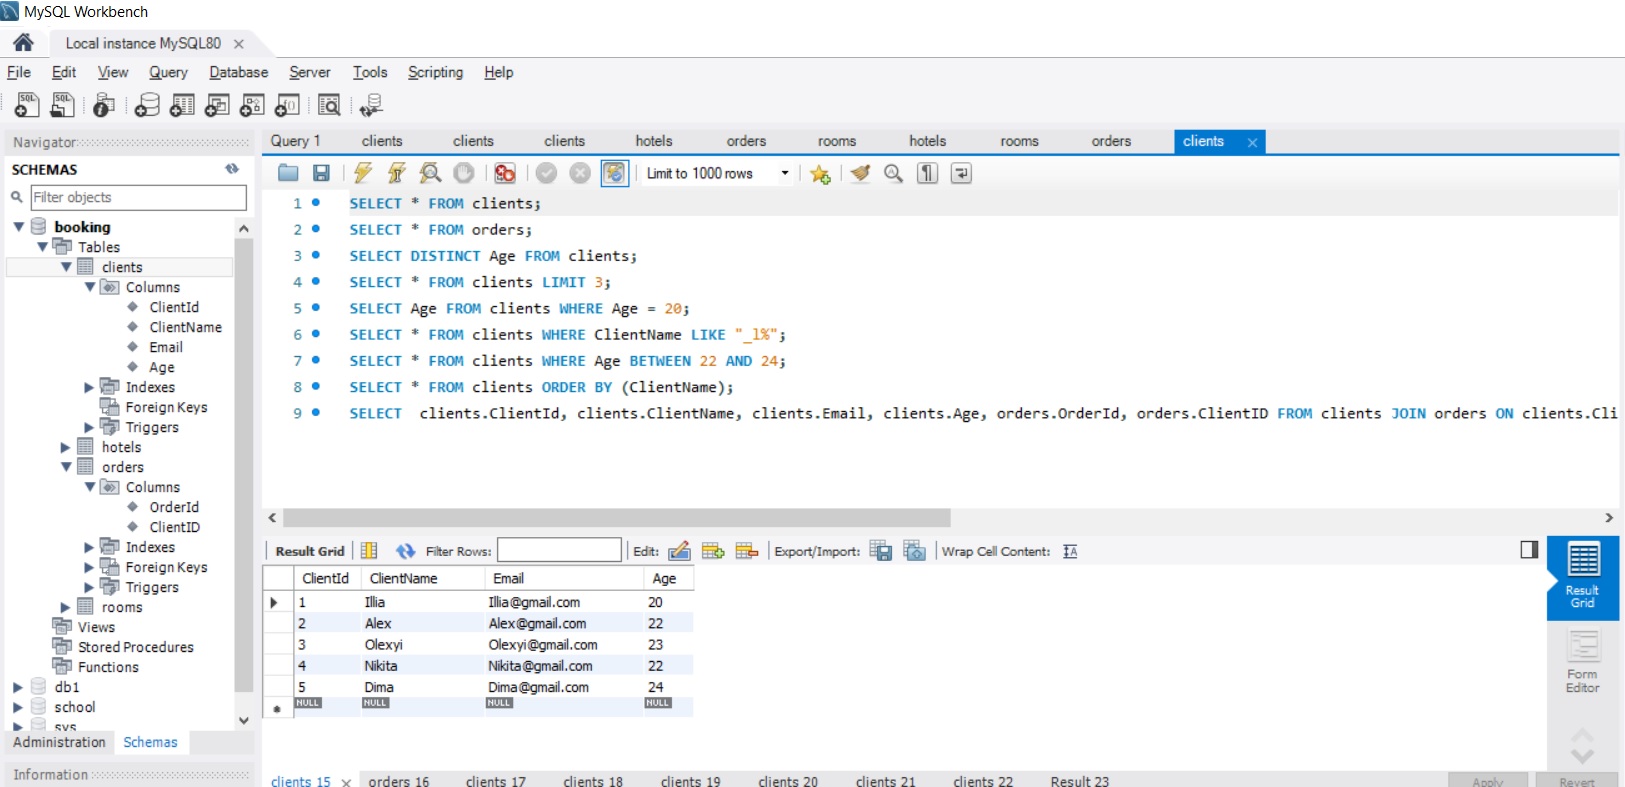 MySQL Workbench
Local instance MySQL80
File Edit View Query Database Server Tools Scripting Help
Navigator
SCHEMAS
Filter objects
booking
Tables
clients
Columns
ClientId
ClientName
Email
Age
Indexes
Foreign Keys
Triggers
hotels
orders
Columns
OrderId
ClientID
Indexes
Foreign Keys
Triggers
rooms
Views
Stored Procedures
Functions
db1
school
sys
Administration Schemas
Information
Query 1 clients clients clients hotels orders rooms hotels rooms orders clients
Limit to 1000 rows
1 SELECT * FROM clients;
2 SELECT * FROM orders;
3 SELECT DISTINCT Age FROM clients;
4 SELECT * FROM clients LIMIT 3;
5 SELECT Age FROM clients WHERE Age = 20;
6 SELECT * FROM clients WHERE ClientName LIKE "_l%";
7 SELECT * FROM clients WHERE Age BETWEEN 22 AND 24;
8 SELECT * FROM clients ORDER BY (ClientName);
9 SELECT  clients.ClientId, clients.ClientName, clients.Email, clients.Age, orders.OrderId, orders.ClientID FROM clients JOIN orders ON clients.Cli
Result Grid Filter Rows: Edit: Export/Import: Wrap Cell Content:
ClientId ClientName Email Age
1 Illia Illia@gmail.com 20
2 Alex Alex@gmail.com 22
3 Olexyi Olexyi@gmail.com 23
4 Nikita Nikita@gmail.com 22
5 Dima Dima@gmail.com 24
NULL NULL NULL NULL
Result
Grid
Form
Editor
clients 15 orders 16 clients 17 clients 18 clients 19 clients 20 clients 21 clients 22 Result 23
Apply Revert